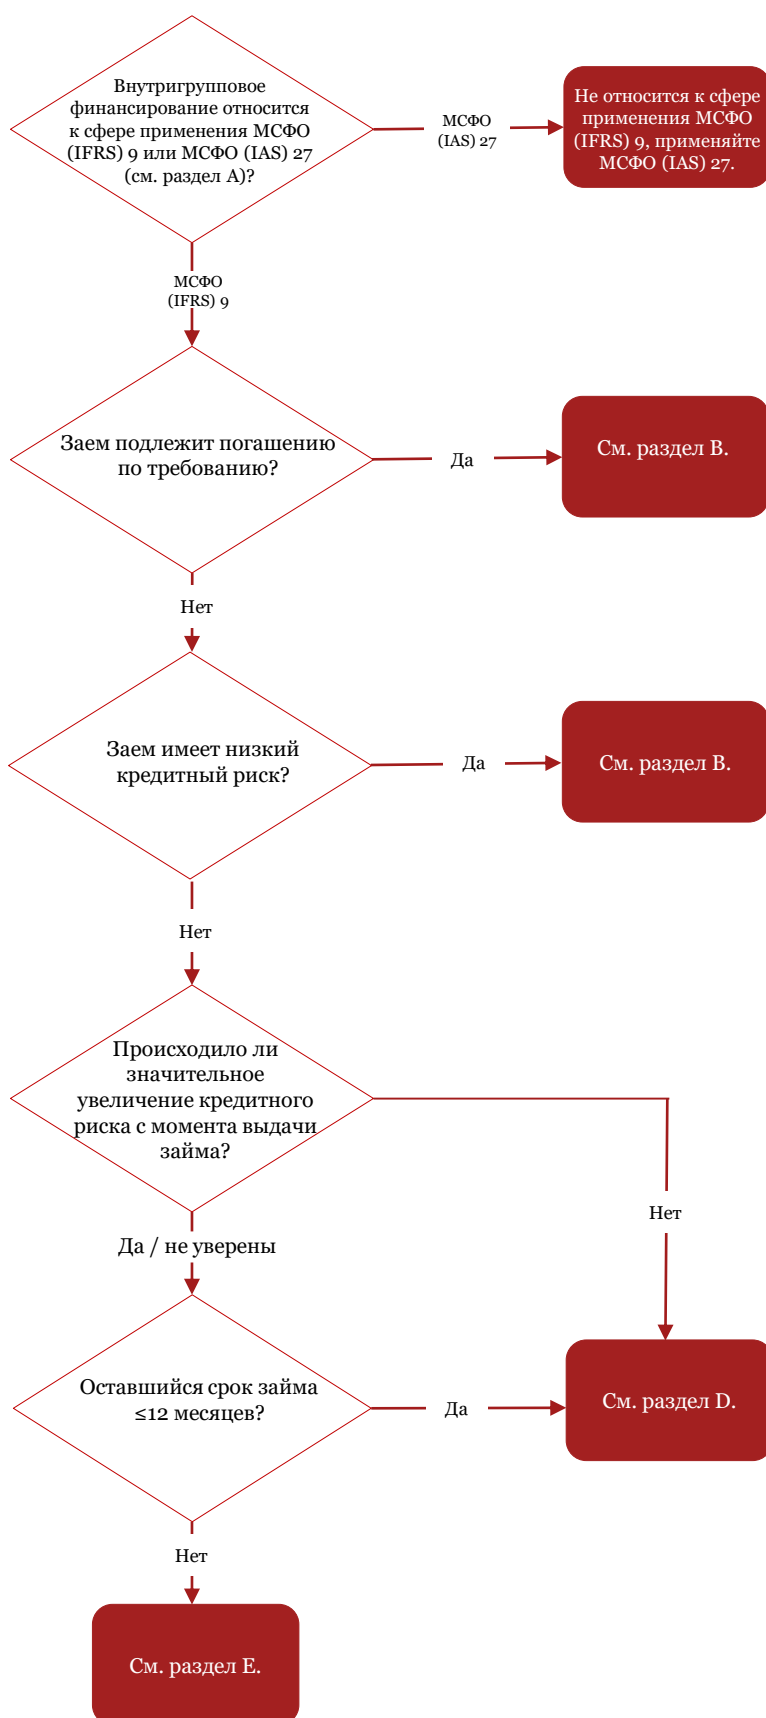 Внутригрупповое
финансирование относится
к сфере применения МСФО
(IFRS) 9 или МСФО (IAS) 27
(см. раздел A)?
МСФО
(IAS) 27
Не относится к сфере
применения МСФО
(IFRS) 9, применяйте
МСФО (IAS) 27.
МСФО
(IFRS) 9
Заем подлежит погашению
по требованию?
Да
См. раздел B.
Нет
Заем имеет низкий
кредитный риск?
Да
См. раздел B.
Нет
Происходило ли
значительное
увеличение кредитного
риска с момента выдачи
займа?
Нет
Да / не уверены
Оставшийся срок займа
≤12 месяцев?
Да
См. раздел D.
Нет
См. раздел E.